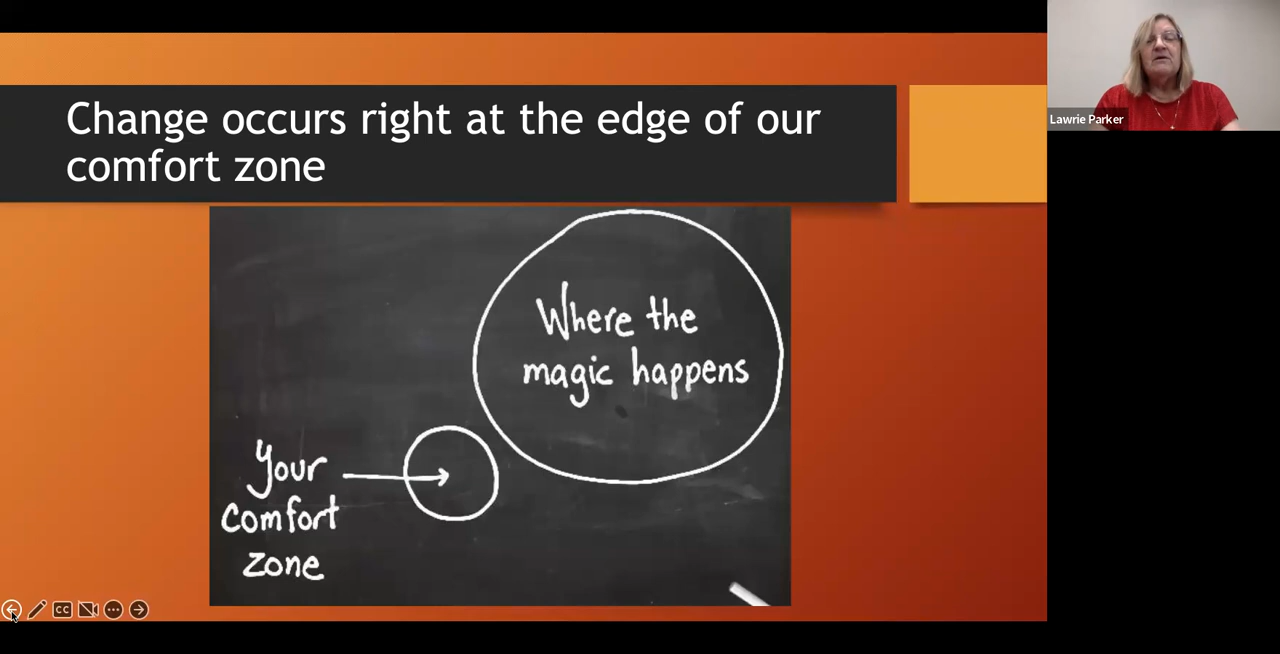 Change occurs right at the edge of our
comfort zone
Lawrie Parker
Where the
magic happens
Your
comfort
zone
CC